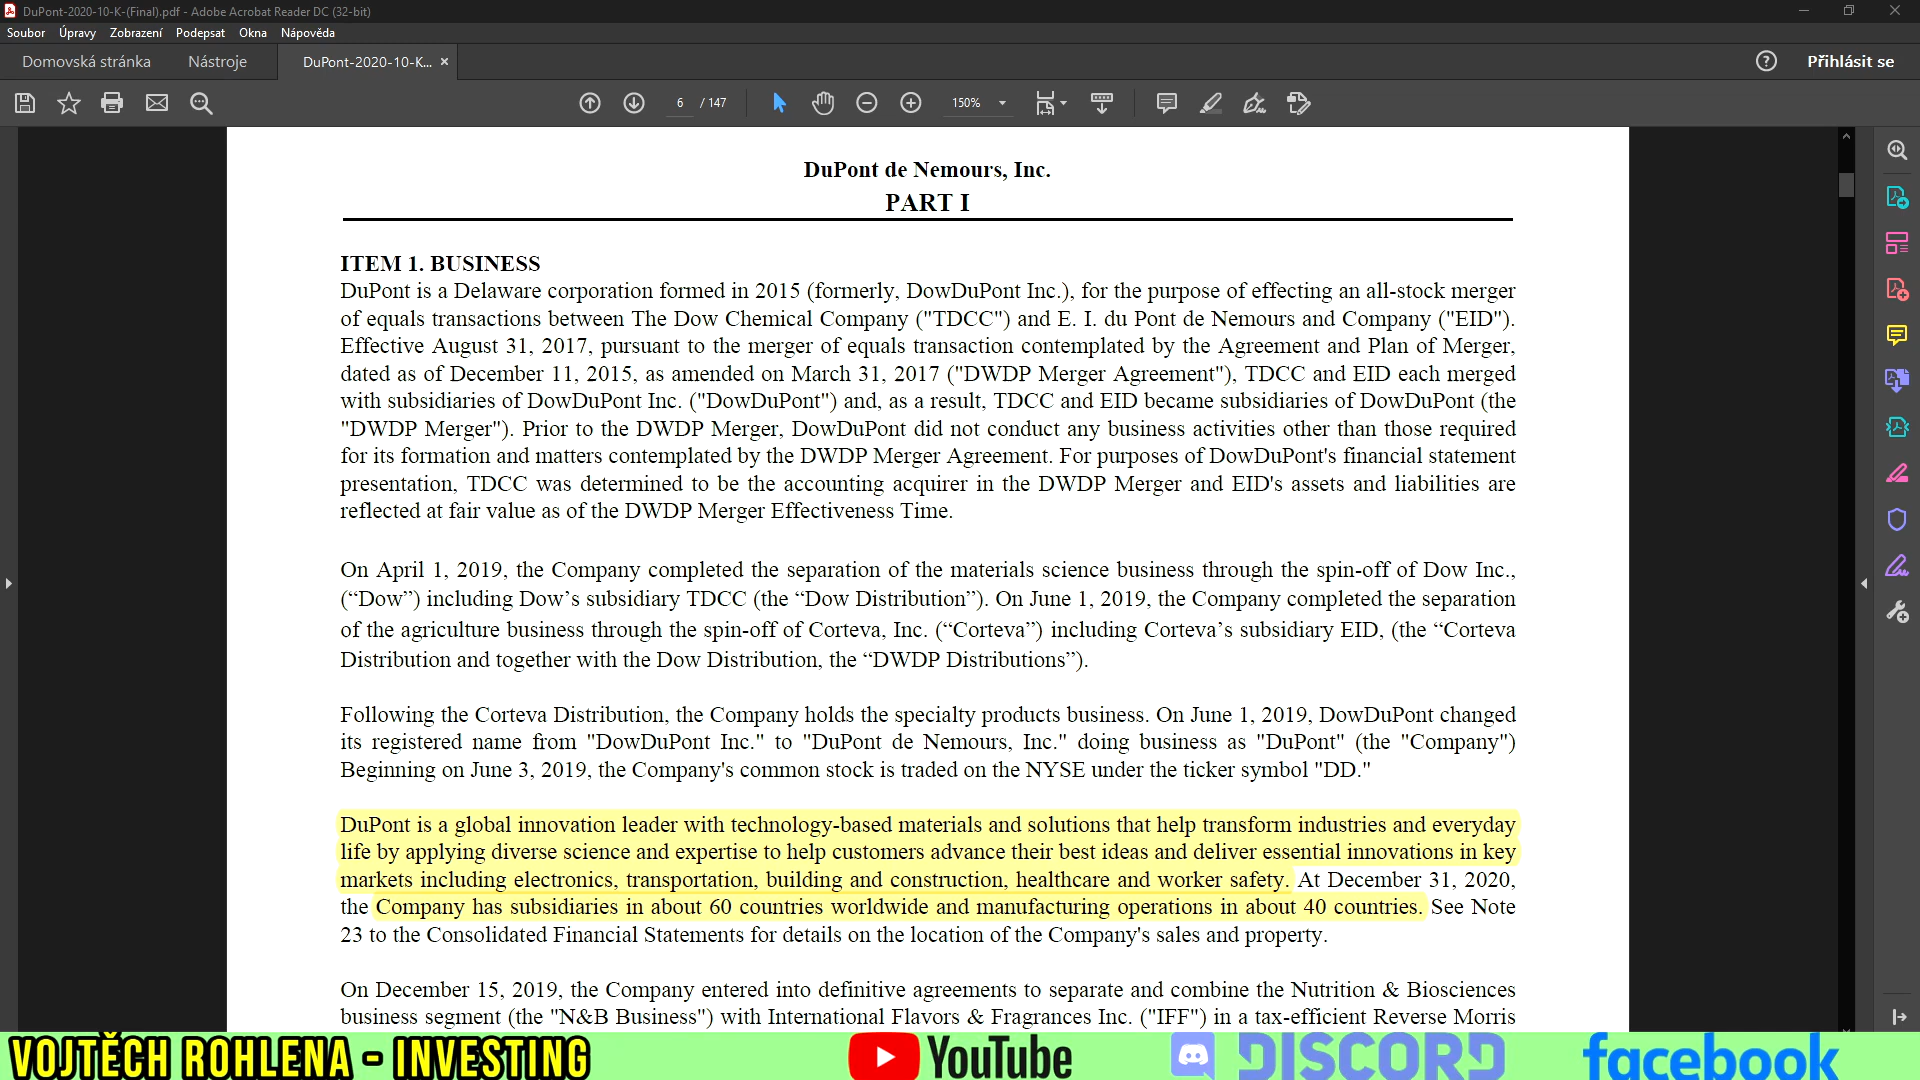 DuPont-2020-10-K-(Final).pdf - Adobe Acrobat Reader DC (32-bit)
Soubor Úpravy Zobrazení Podepsat Okna Nápověda
Domovská stránka Nástroje DuPont-2020-10-K... × Přihlásit se
6 / 147 150%
DuPont de Nemours, Inc.
PART I
ITEM 1. BUSINESS
DuPont is a Delaware corporation formed in 2015 (formerly, DowDuPont Inc.), for the purpose of effecting an all-stock merger
of equals transactions between The Dow Chemical Company ("TDCC") and E. I. du Pont de Nemours and Company ("EID").
Effective August 31, 2017, pursuant to the merger of equals transaction contemplated by the Agreement and Plan of Merger,
dated as of December 11, 2015, as amended on March 31, 2017 ("DWDP Merger Agreement"), TDCC and EID each merged
with subsidiaries of DowDuPont Inc. ("DowDuPont") and, as a result, TDCC and EID became subsidiaries of DowDuPont (the
"DWDP Merger"). Prior to the DWDP Merger, DowDuPont did not conduct any business activities other than those required
for its formation and matters contemplated by the DWDP Merger Agreement. For purposes of DowDuPont's financial statement
presentation, TDCC was determined to be the accounting acquirer in the DWDP Merger and EID's assets and liabilities are
reflected at fair value as of the DWDP Merger Effectiveness Time.
On April 1, 2019, the Company completed the separation of the materials science business through the spin-off of Dow Inc.,
(“Dow”) including Dow’s subsidiary TDCC (the “Dow Distribution”). On June 1, 2019, the Company completed the separation
of the agriculture business through the spin-off of Corteva, Inc. (“Corteva”) including Corteva’s subsidiary EID, (the “Corteva
Distribution and together with the Dow Distribution, the “DWDP Distributions”).
Following the Corteva Distribution, the Company holds the specialty products business. On June 1, 2019, DowDuPont changed
its registered name from "DowDuPont Inc." to "DuPont de Nemours, Inc." doing business as "DuPont" (the "Company")
Beginning on June 3, 2019, the Company's common stock is traded on the NYSE under the ticker symbol "DD."
DuPont is a global innovation leader with technology-based materials and solutions that help transform industries and everyday
life by applying diverse science and expertise to help customers advance their best ideas and deliver essential innovations in key
markets including electronics, transportation, building and construction, healthcare and worker safety. At December 31, 2020,
the Company has subsidiaries in about 60 countries worldwide and manufacturing operations in about 40 countries. See Note
23 to the Consolidated Financial Statements for details on the location of the Company's sales and property.
On December 15, 2019, the Company entered into definitive agreements to separate and combine the Nutrition & Biosciences
business segment (the "N&B Business") with International Flavors & Fragrances Inc. ("IFF") in a tax-efficient Reverse Morris
VOJTĚCH ROHLENA - INVESTING YouTube DISCORD facebook